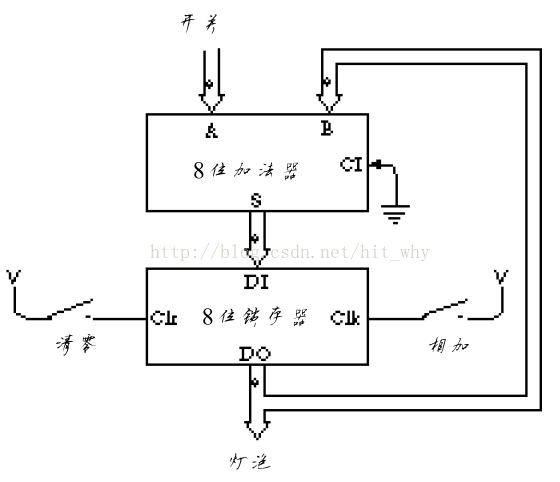 开关
A
B
8位加法器
CI
S
http://blog.csdn.net/hit_why
V
V
DI
Clr
8位锁存器
Clk
清零
相加
DO
灯泡